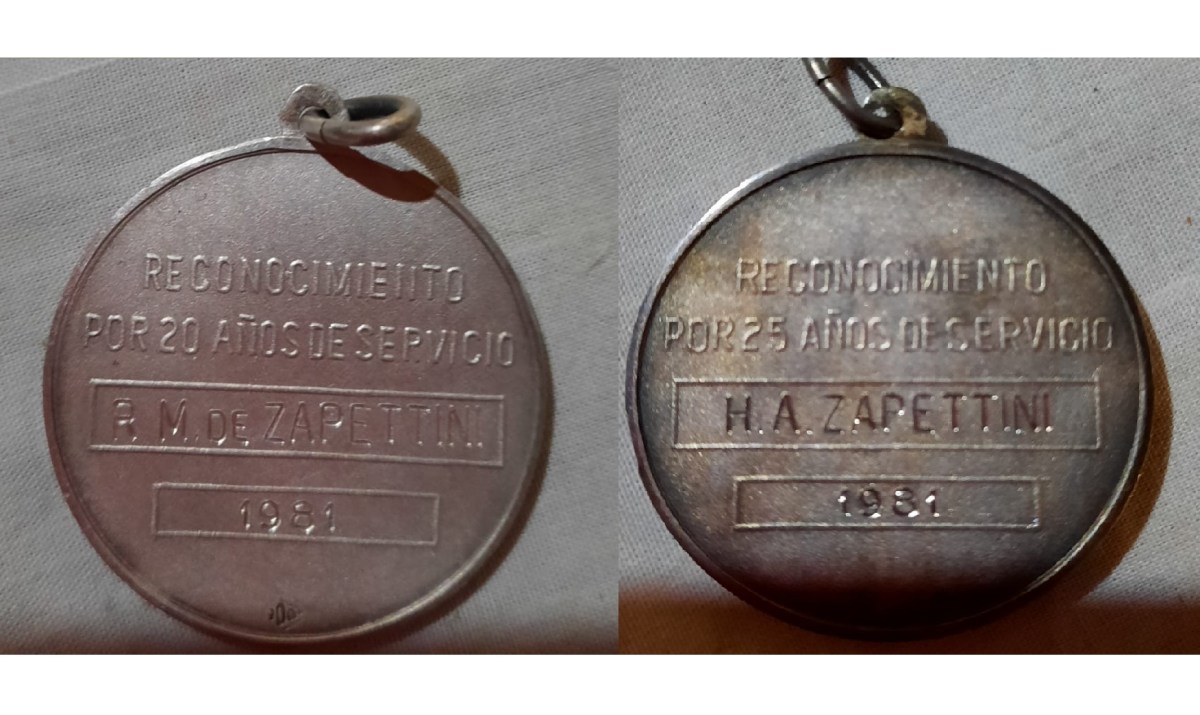 RECONOCIMIENTO
POR 20 AÑOS DE SERVICIO
R. M. DE ZAPETTINI
1981
RECONOCIMIENTO
POR 25 AÑOS DE SERVICIO
H. A. ZAPETTINI
1981